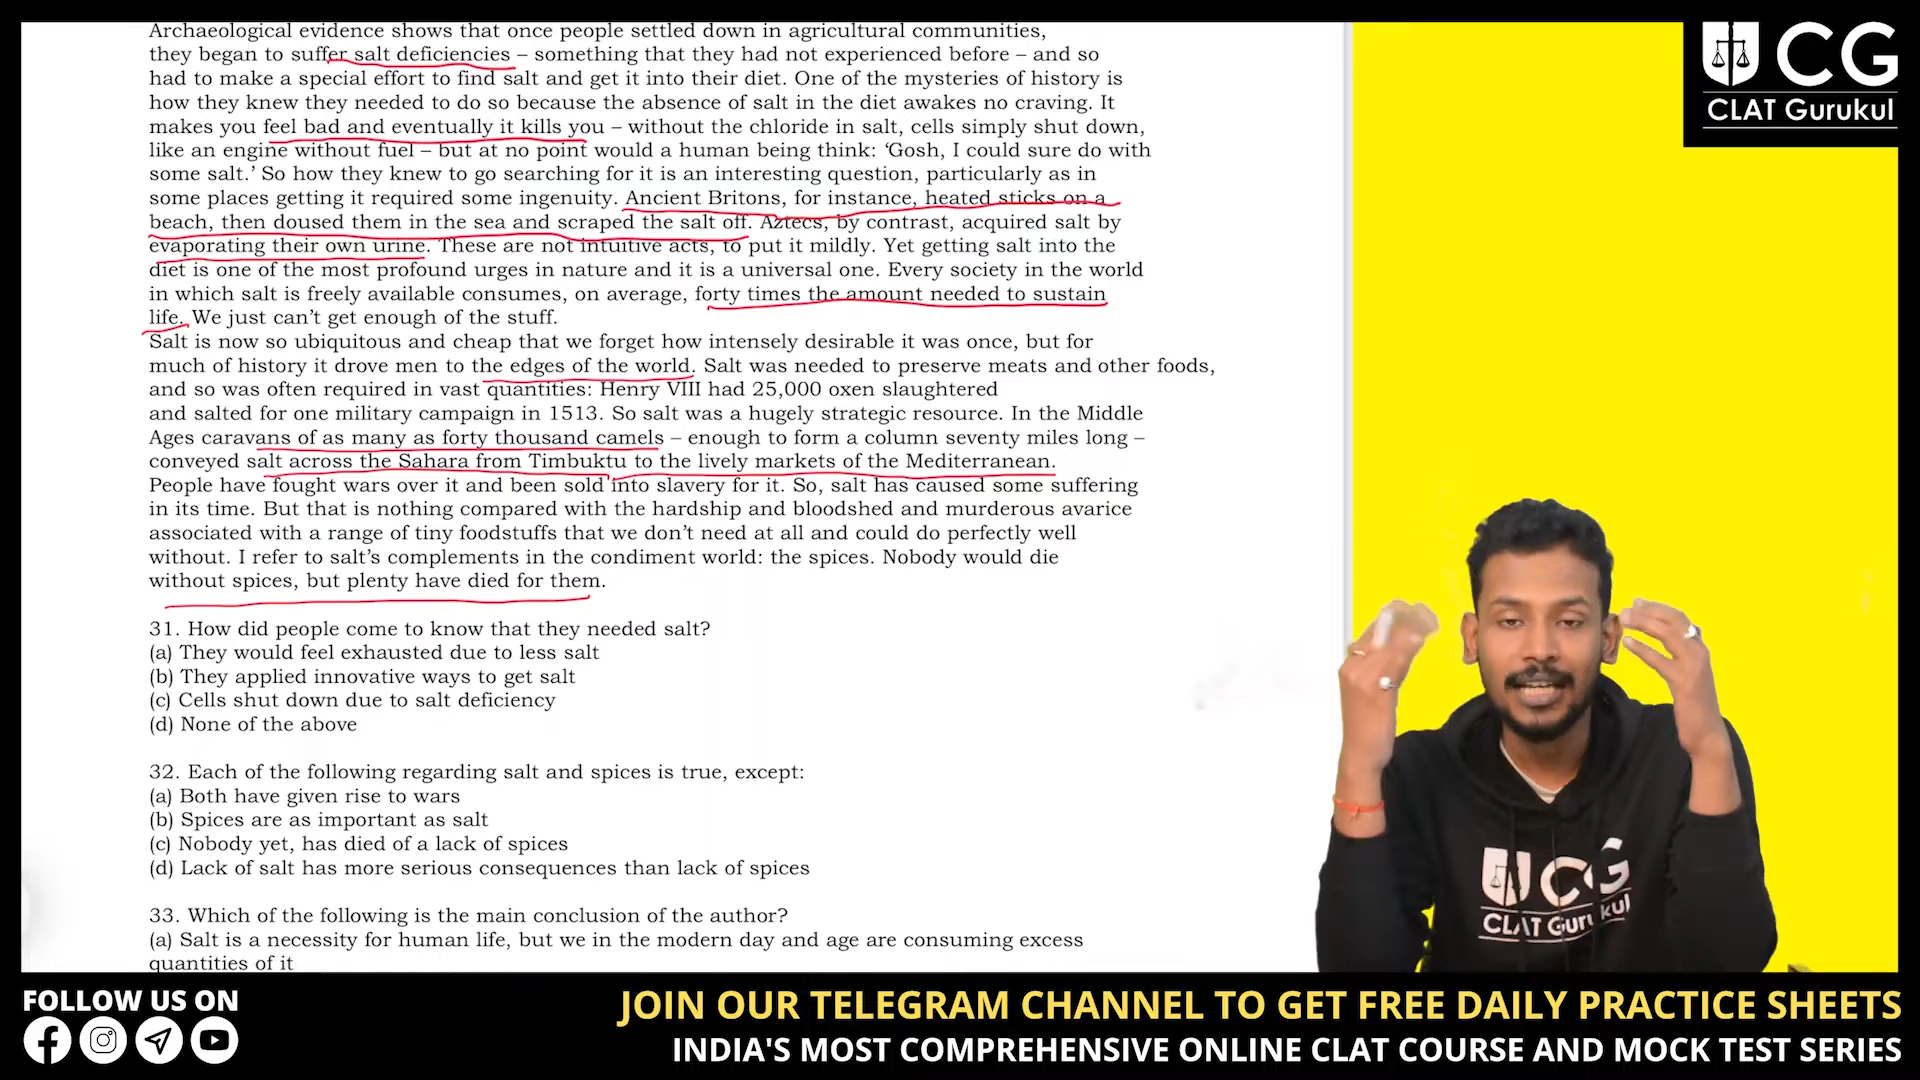 Archaeological evidence shows that once people settled down in agricultural communities,
they began to suffer salt deficiencies – something that they had not experienced before – and so
had to make a special effort to find salt and get it into their diet. One of the mysteries of history is
how they knew they needed to do so because the absence of salt in the diet awakes no craving. It
makes you feel bad and eventually it kills you – without the chloride in salt, cells simply shut down,
like an engine without fuel – but at no point would a human being think: ‘Gosh, I could sure do with
some salt.’ So how they knew to go searching for it is an interesting question, particularly as in
some places getting it required some ingenuity. Ancient Britons, for instance, heated sticks on a
beach, then doused them in the sea and scraped the salt off. Aztecs, by contrast, acquired salt by
evaporating their own urine. These are not intuitive acts, to put it mildly. Yet getting salt into the
diet is one of the most profound urges in nature and it is a universal one. Every society in the world
in which salt is freely available consumes, on average, forty times the amount needed to sustain
life. We just can’t get enough of the stuff.
Salt is now so ubiquitous and cheap that we forget how intensely desirable it was once, but for
much of history it drove men to the edges of the world. Salt was needed to preserve meats and other foods,
and so was often required in vast quantities: Henry VIII had 25,000 oxen slaughtered
and salted for one military campaign in 1513. So salt was a hugely strategic resource. In the Middle
Ages caravans of as many as forty thousand camels – enough to form a column seventy miles long –
conveyed salt across the Sahara from Timbuktu to the lively markets of the Mediterranean.
People have fought wars over it and been sold into slavery for it. So, salt has caused some suffering
in its time. But that is nothing compared with the hardship and bloodshed and murderous avarice
associated with a range of tiny foodstuffs that we don’t need at all and could do perfectly well
without. I refer to salt’s complements in the condiment world: the spices. Nobody would die
without spices, but plenty have died for them.
31. How did people come to know that they needed salt?
(a) They would feel exhausted due to less salt
(b) They applied innovative ways to get salt
(c) Cells shut down due to salt deficiency
(d) None of the above
32. Each of the following regarding salt and spices is true, except:
(a) Both have given rise to wars
(b) Spices are as important as salt
(c) Nobody yet, has died of a lack of spices
(d) Lack of salt has more serious consequences than lack of spices
33. Which of the following is the main conclusion of the author?
(a) Salt is a necessity for human life, but we in the modern day and age are consuming excess
quantities of it
CG
CLAT Gurukul
CG
CLAT Gurukul
FOLLOW US ON
JOIN OUR TELEGRAM CHANNEL TO GET FREE DAILY PRACTICE SHEETS
INDIA'S MOST COMPREHENSIVE ONLINE CLAT COURSE AND MOCK TEST SERIES